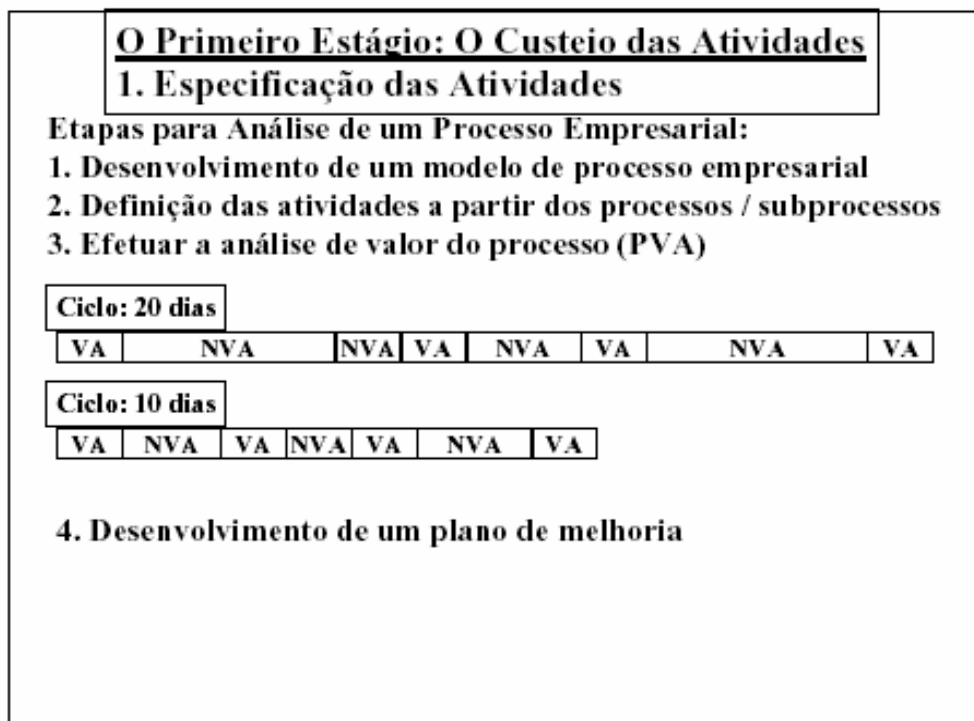 O Primeiro Estágio: O Custeio das Atividades
1. Especificação das Atividades
Etapas para Análise de um Processo Empresarial:
1. Desenvolvimento de um modelo de processo empresarial
2. Definição das atividades a partir dos processos / subprocessos
3. Efetuar a análise de valor do processo (PVA)
Ciclo: 20 dias
VA NVA NVA VA NVA VA NVA VA
Ciclo: 10 dias
VA NVA VA NVA VA NVA VA
4. Desenvolvimento de um plano de melhoria